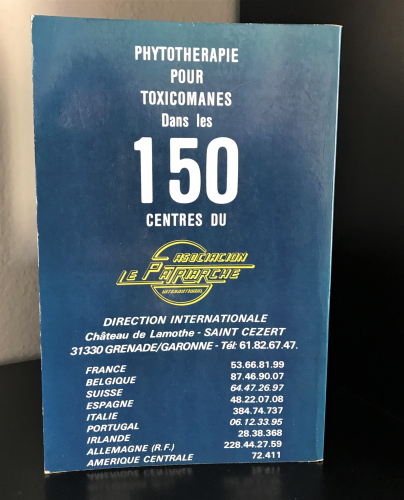 PHYTOTHERAPIE
POUR
TOXICOMANES
Dans les
150
CENTRES DU
ASOCIACION
LE PATRIARCHE
INTERNATIONAL
DIRECTION INTERNATIONALE
Château de Lamothe - SAINT CEZERT
31330 GRENADE/GARONNE - Tél: 61.82.67.47.
FRANCE 53.66.81.99
BELGIQUE 87.46.90.07
SUISSE 64.47.26.97
ESPAGNE 48.22.07.08
ITALIE 384.74.737
PORTUGAL 06.12.33.95
IRLANDE 28.38.368
ALLEMAGNE (R.F.) 228.44.27.59
AMERIQUE CENTRALE 72.411